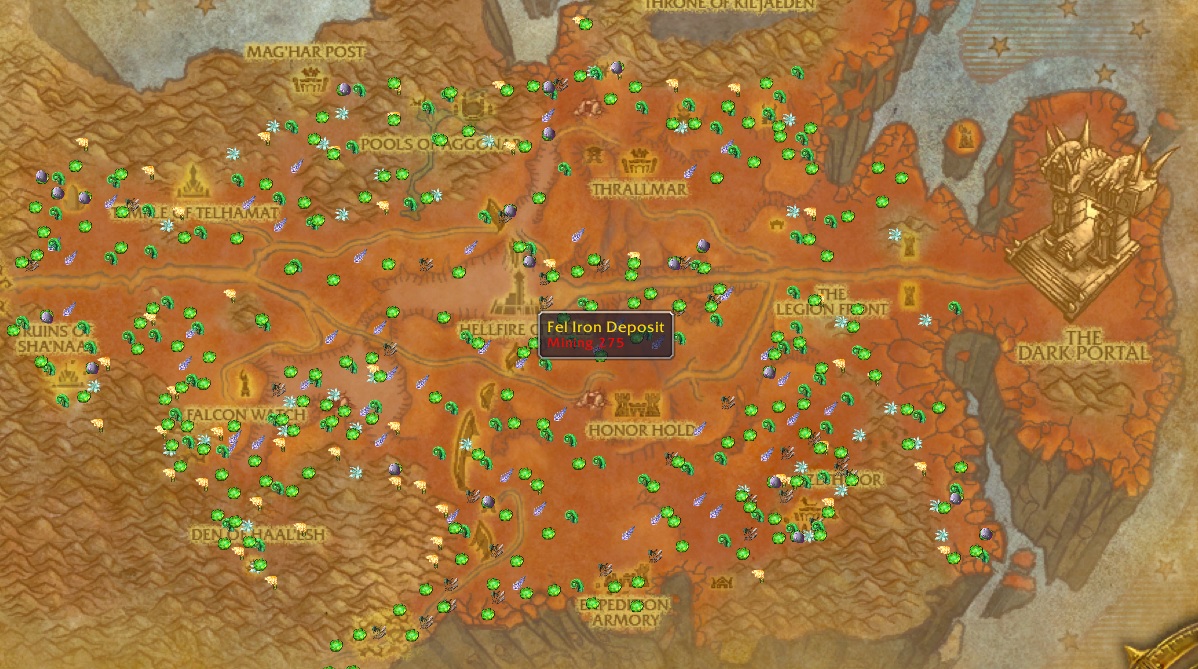 THRONE OF KIL'JAEDEN
MAG'HAR POST
POOLS OF AGGONAR
THRALLMAR
TEMPLE OF TELHAMAT
THE
LEGION FRONT
RUINS OF
SHA'NAAR
HELLFIRE
Fel Iron Deposit
Mining 275
THE
DARK PORTAL
FALCON WATCH
HONOR HOLD
DEN OF HAAL'ESH
EXPEDITION
ARMORY